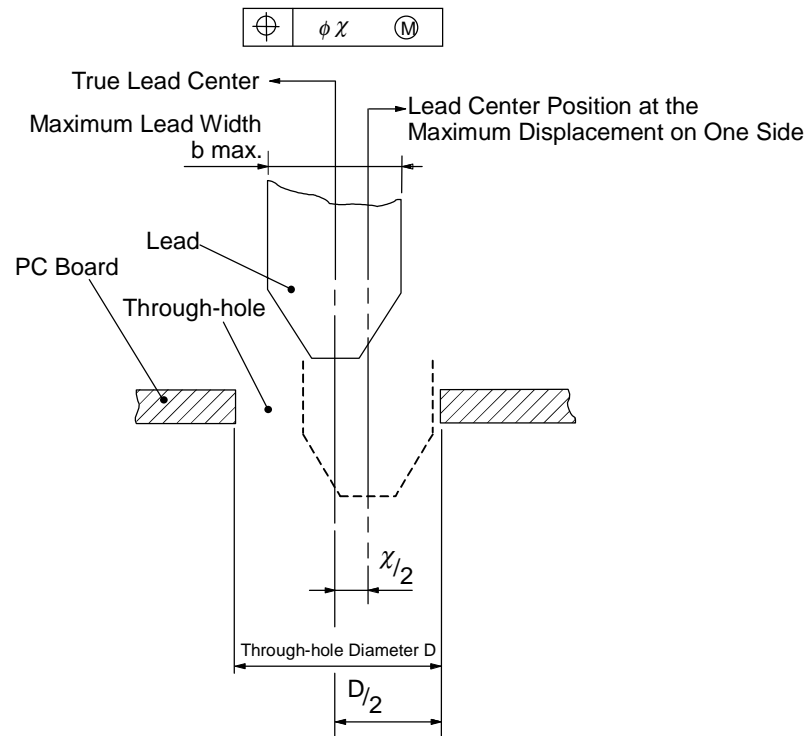 ⌖ ϕ χ Ⓜ
True Lead Center
Lead Center Position at the
Maximum Displacement on One Side
Maximum Lead Width
b max.
Lead
PC Board
Through-hole
χ/2
Through-hole Diameter D
D/2